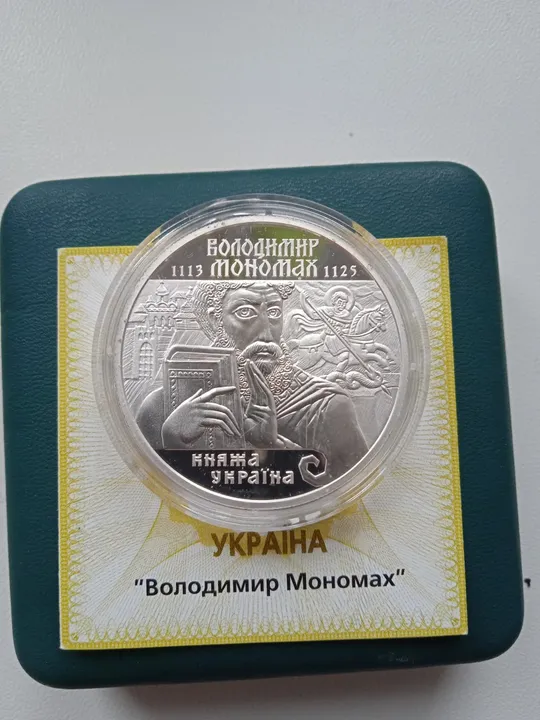 ВОЛОДИМИР
1113 МОНОМАХ 1125
КНЯЖА
УКРАЇНА
УКРАЇНА
"Володимир Мономах"